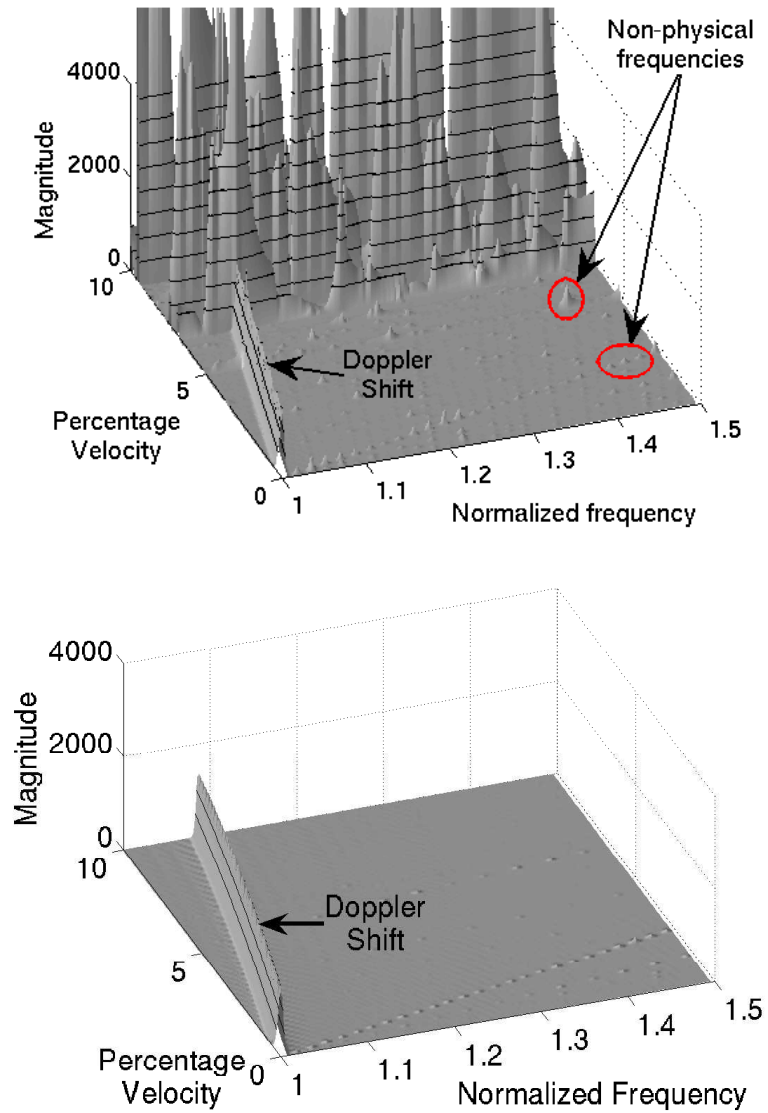 Non-physical
frequencies
4000
2000
0
Magnitude
10
5
0
Percentage
Velocity
Doppler
Shift
1
1.1
1.2
1.3
1.4
1.5
Normalized frequency
4000
2000
0
Magnitude
10
5
0
Percentage
Velocity
Doppler
Shift
1
1.1
1.2
1.3
1.4
1.5
Normalized Frequency